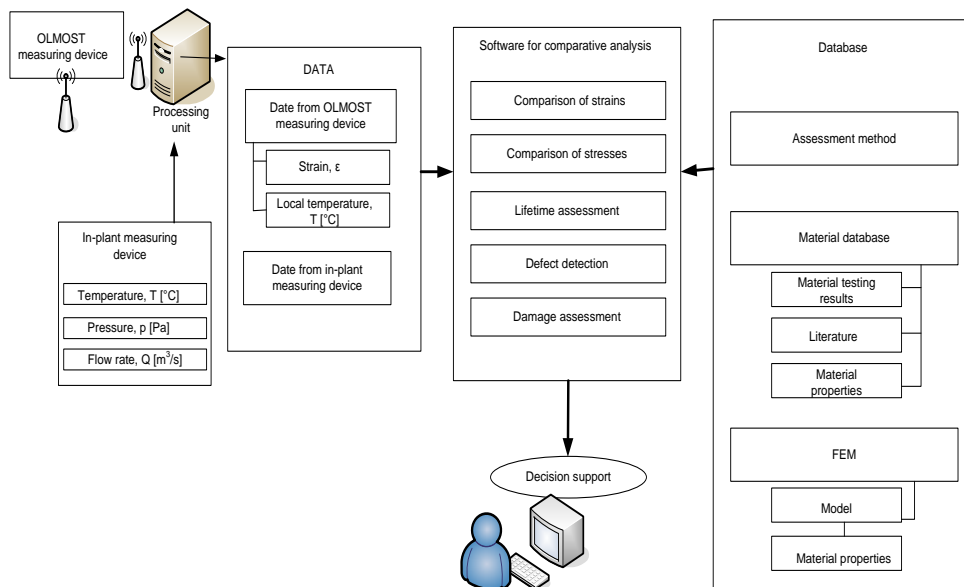 OLMOST
measuring device
Processing
unit
In-plant measuring
device
Temperature, T [°C]
Pressure, p [Pa]
Flow rate, Q [m³/s]
DATA
Date from OLMOST
measuring device
Strain, ε
Local temperature,
T [°C]
Date from in-plant
measuring device
Software for comparative analysis
Comparison of strains
Comparison of stresses
Lifetime assessment
Defect detection
Damage assessment
Decision support
Database
Assessment method
Material database
Material testing
results
Literature
Material
properties
FEM
Model
Material properties